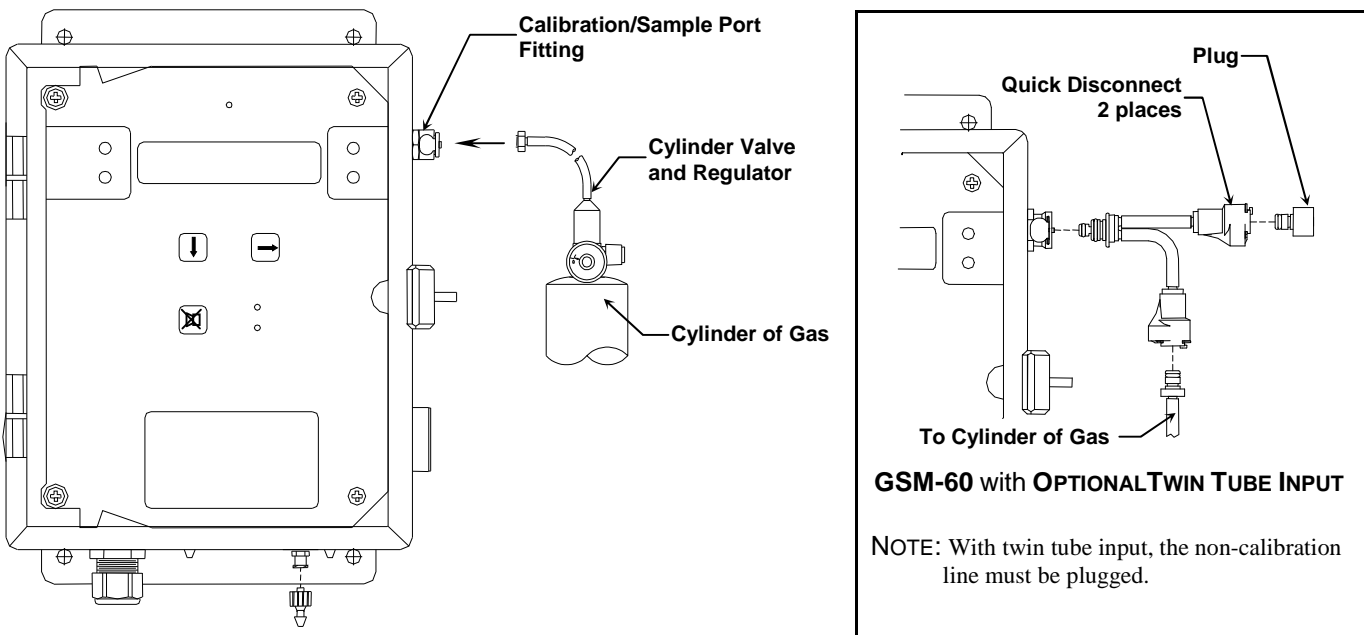 Calibration/Sample Port
Fitting
Cylinder Valve
and Regulator
Cylinder of Gas
Plug
Quick Disconnect
2 places
To Cylinder of Gas
GSM-60 with OPTIONALTWIN TUBE INPUT
NOTE: With twin tube input, the non-calibration
line must be plugged.